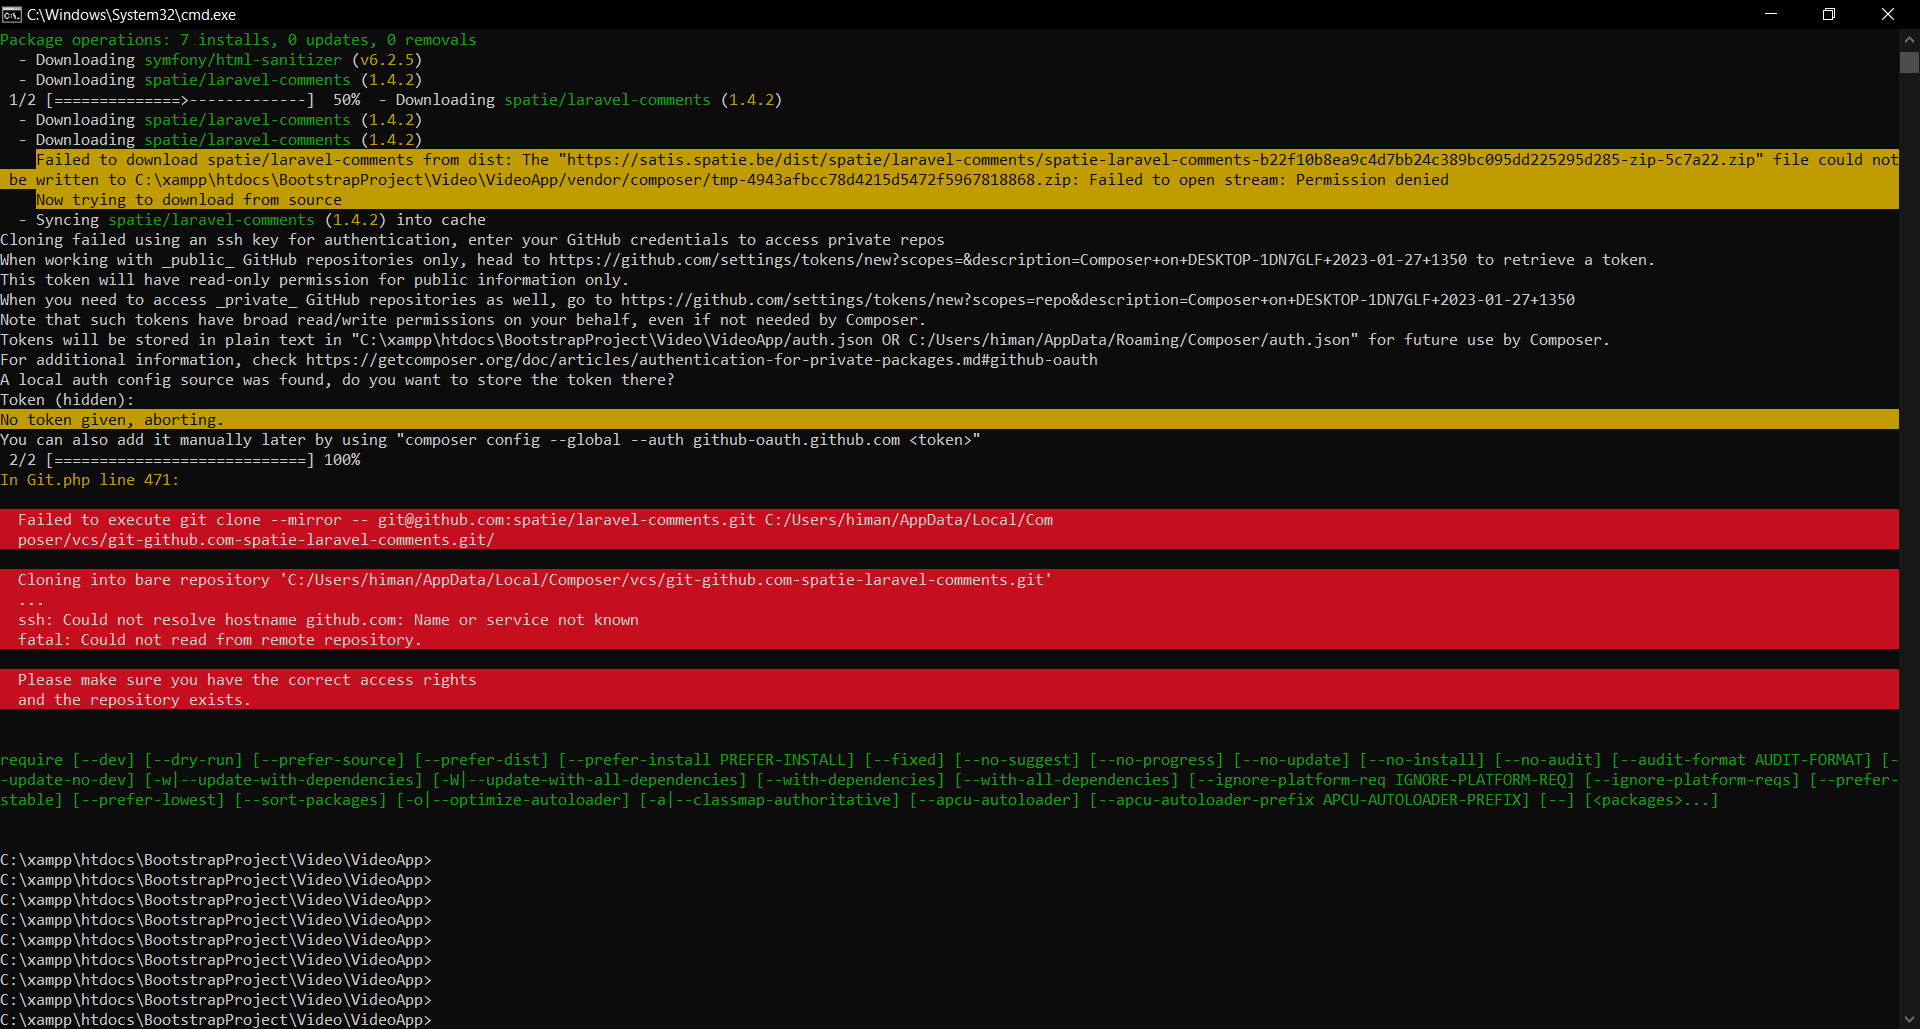 C:\Windows\System32\cmd.exe
Package operations: 7 installs, 0 updates, 0 removals
  - Downloading symfony/html-sanitizer (v6.2.5)
  - Downloading spatie/laravel-comments (1.4.2)
 1/2 [==============>-------------]  50%  - Downloading spatie/laravel-comments (1.4.2)
  - Downloading spatie/laravel-comments (1.4.2)
  - Downloading spatie/laravel-comments (1.4.2)
    Failed to download spatie/laravel-comments from dist: The "https://satis.spatie.be/dist/spatie/laravel-comments/spatie-laravel-comments-b22f10b8ea9c4d7bb24c389bc095dd225295d285-zip-5c7a22.zip" file could not
 be written to C:\xampp\htdocs\BootstrapProject\Video\VideoApp/vendor/composer/tmp-4943afbcc78d4215d5472f5967818868.zip: Failed to open stream: Permission denied
    Now trying to download from source
  - Syncing spatie/laravel-comments (1.4.2) into cache
Cloning failed using an ssh key for authentication, enter your GitHub credentials to access private repos
When working with _public_ GitHub repositories only, head to https://github.com/settings/tokens/new?scopes=&description=Composer+on+DESKTOP-1DN7GLF+2023-01-27+1350 to retrieve a token.
This token will have read-only permission for public information only.
When you need to access _private_ GitHub repositories as well, go to https://github.com/settings/tokens/new?scopes=repo&description=Composer+on+DESKTOP-1DN7GLF+2023-01-27+1350
Note that such tokens have broad read/write permissions on your behalf, even if not needed by Composer.
Tokens will be stored in plain text in "C:\xampp\htdocs\BootstrapProject\Video\VideoApp/auth.json OR C:/Users/himan/AppData/Roaming/Composer/auth.json" for future use by Composer.
For additional information, check https://getcomposer.org/doc/articles/authentication-for-private-packages.md#github-oauth
A local auth config source was found, do you want to store the token there?
Token (hidden):
No token given, aborting.
You can also add it manually later by using "composer config --global --auth github-oauth.github.com <token>"
 2/2 [============================] 100%
In Git.php line 471:
  Failed to execute git clone --mirror -- git@github.com:spatie/laravel-comments.git C:/Users/himan/AppData/Local/Com
  poser/vcs/git-github.com-spatie-laravel-comments.git/
  Cloning into bare repository 'C:/Users/himan/AppData/Local/Composer/vcs/git-github.com-spatie-laravel-comments.git'
  ...
  ssh: Could not resolve hostname github.com: Name or service not known
  fatal: Could not read from remote repository.
  Please make sure you have the correct access rights
  and the repository exists.
require [--dev] [--dry-run] [--prefer-source] [--prefer-dist] [--prefer-install PREFER-INSTALL] [--fixed] [--no-suggest] [--no-progress] [--no-update] [--no-install] [--no-audit] [--audit-format AUDIT-FORMAT] [-
-update-no-dev] [-w|--update-with-dependencies] [-W|--update-with-all-dependencies] [--with-dependencies] [--with-all-dependencies] [--ignore-platform-req IGNORE-PLATFORM-REQ] [--ignore-platform-reqs] [--prefer-
stable] [--prefer-lowest] [--sort-packages] [-o|--optimize-autoloader] [-a|--classmap-authoritative] [--apcu-autoloader] [--apcu-autoloader-prefix APCU-AUTOLOADER-PREFIX] [--] [<packages>...]
C:\xampp\htdocs\BootstrapProject\Video\VideoApp>
C:\xampp\htdocs\BootstrapProject\Video\VideoApp>
C:\xampp\htdocs\BootstrapProject\Video\VideoApp>
C:\xampp\htdocs\BootstrapProject\Video\VideoApp>
C:\xampp\htdocs\BootstrapProject\Video\VideoApp>
C:\xampp\htdocs\BootstrapProject\Video\VideoApp>
C:\xampp\htdocs\BootstrapProject\Video\VideoApp>
C:\xampp\htdocs\BootstrapProject\Video\VideoApp>
C:\xampp\htdocs\BootstrapProject\Video\VideoApp>